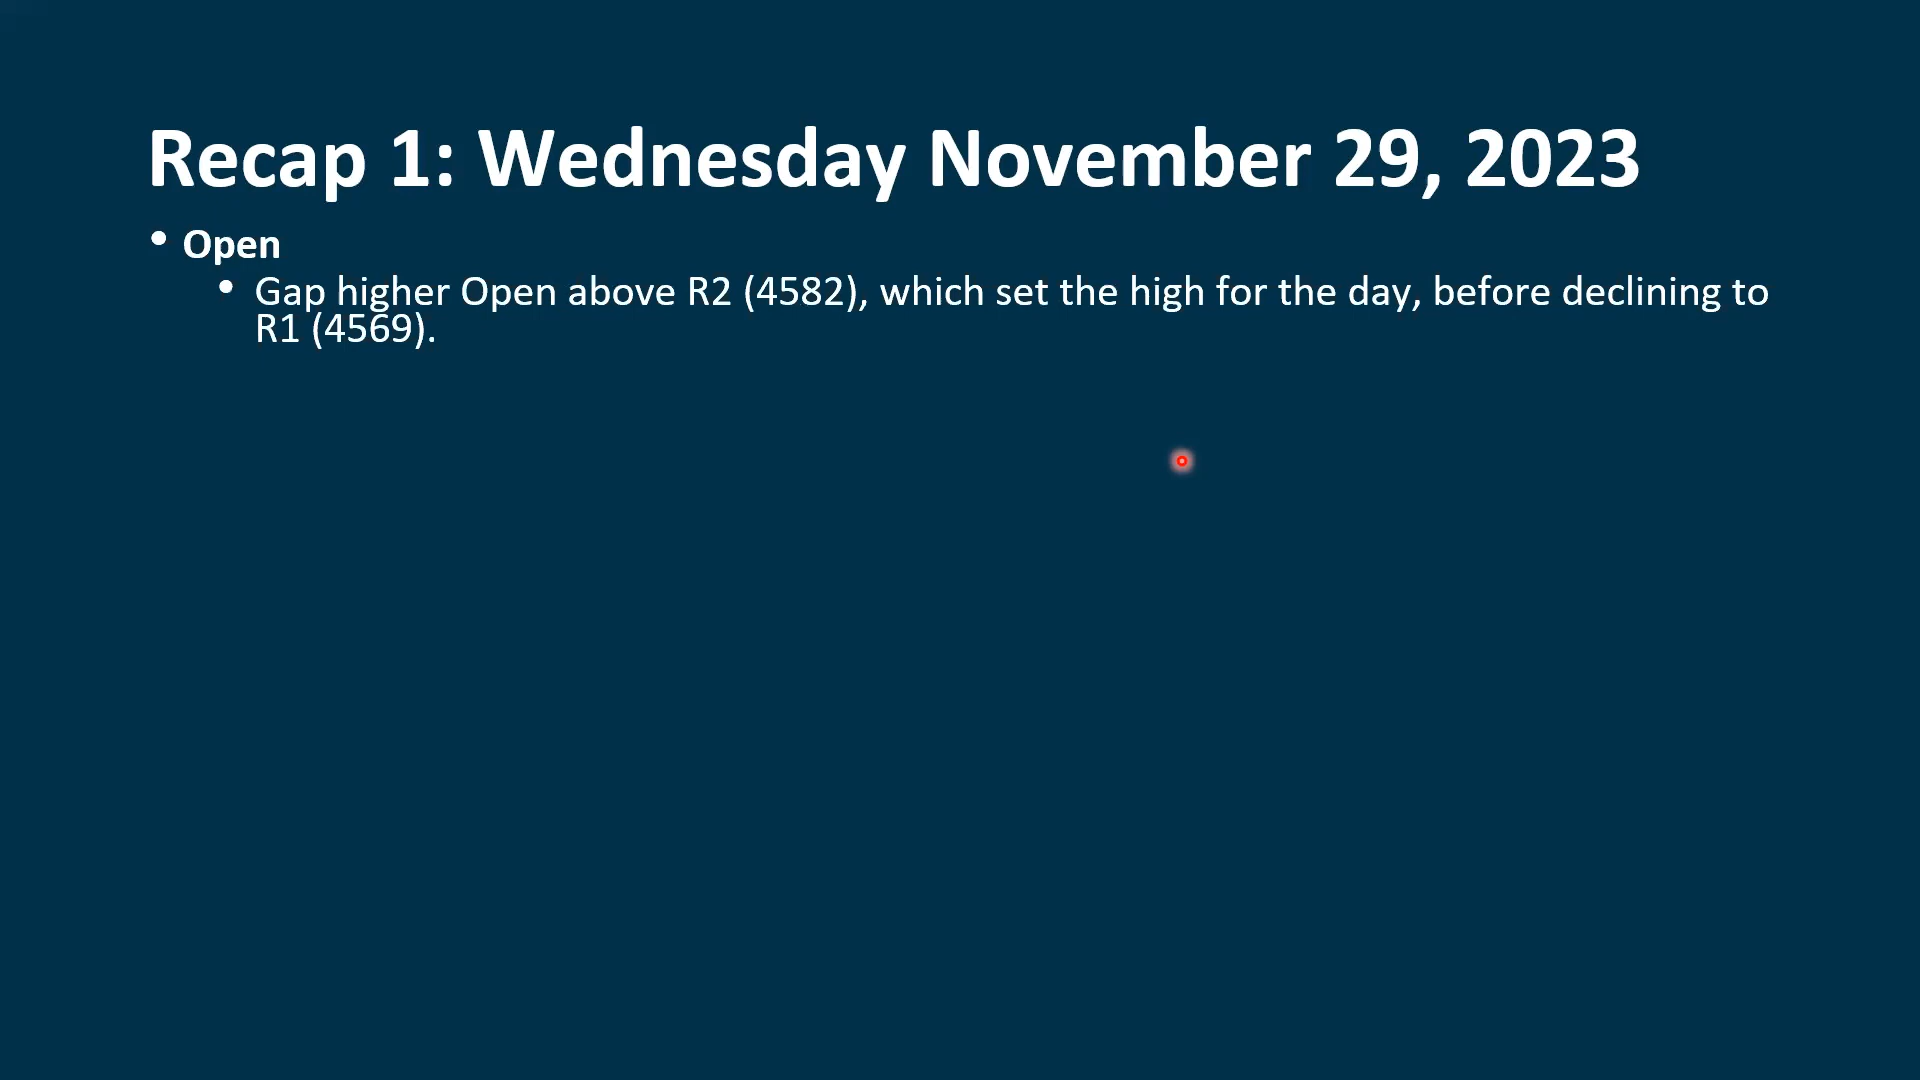 Recap 1: Wednesday November 29, 2023
• Open
• Gap higher Open above R2 (4582), which set the high for the day, before declining to
R1 (4569).